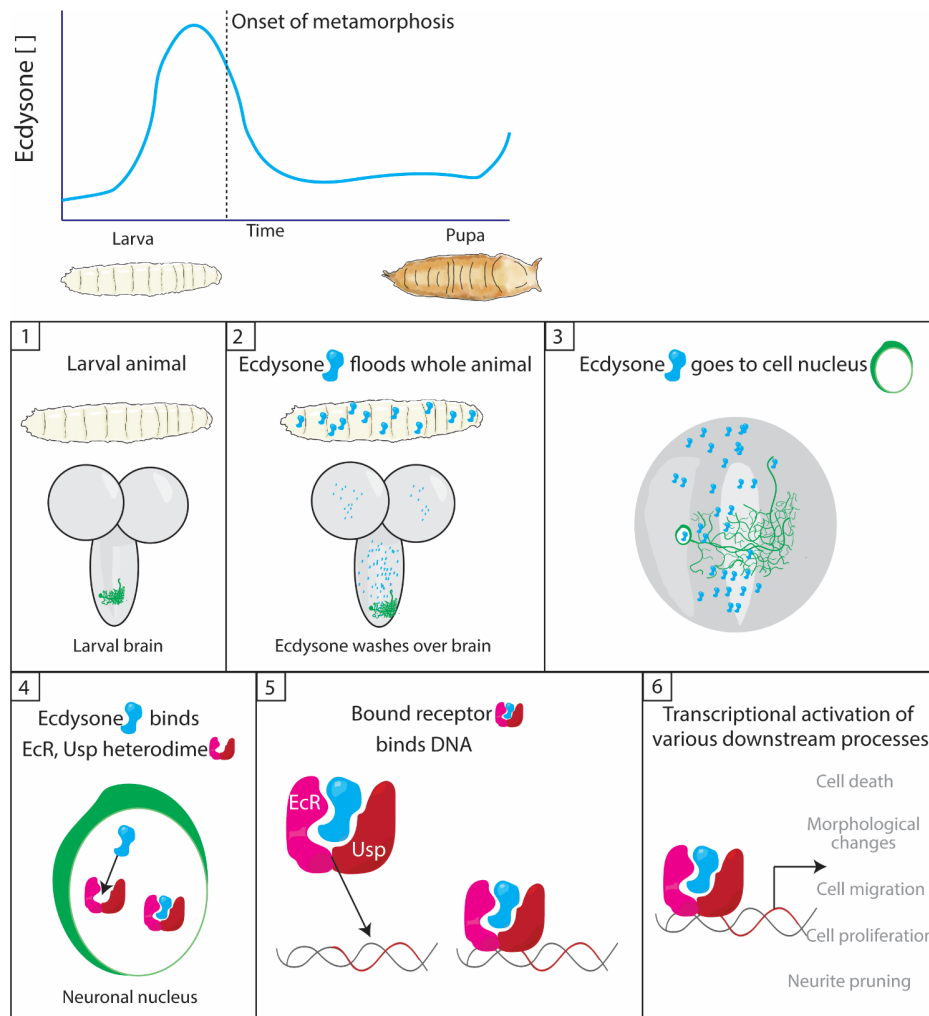 Onset of metamorphosis
Ecdysone [ ]
Time
Larva
Pupa
1
Larval animal
Larval brain
2
Ecdysone floods whole animal
Ecdysone washes over brain
3
Ecdysone goes to cell nucleus
4
Ecdysone binds
EcR, Usp heterodime
Neuronal nucleus
5
Bound receptor
binds DNA
EcR
Usp
6
Transcriptional activation of
various downstream processes
Cell death
Morphological
changes
Cell migration
Cell proliferation
Neurite pruning